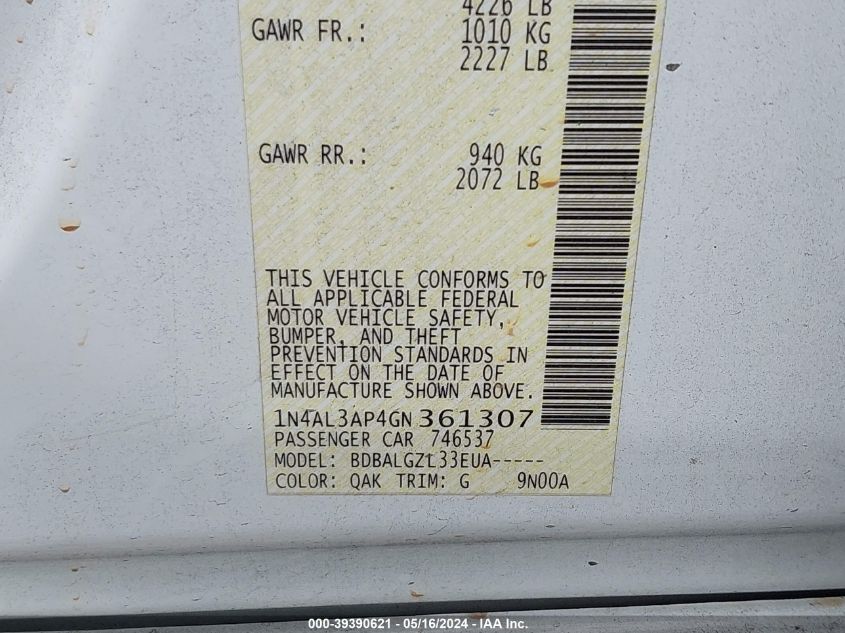 4226 LB
GAWR FR.: 1010 KG
2227 LB
GAWR RR.: 940 KG
2072 LB
THIS VEHICLE CONFORMS TO
ALL APPLICABLE FEDERAL
MOTOR VEHICLE SAFETY,
BUMPER, AND THEFT
PREVENTION STANDARDS IN
EFFECT ON THE DATE OF
MANUFACTURE SHOWN ABOVE.
1N4AL3AP4GN361307
PASSENGER CAR 746537
MODEL: BDBALGZL33EUA-----
COLOR: QAK TRIM: G 9N00A
000-39390621 - 05/16/2024 - IAA Inc.